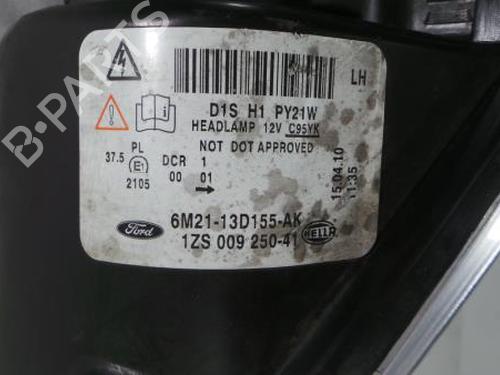 LH
D1S H1 PY21W
HEADLAMP 12V C95YK
NOT DOT APPROVED
37.5 PL DCR 1
E1 00 01
2105
15.04.10
11:35
6M21-13D155-AK
Ford
1ZS 009 250-41
HELLA
B-PARTS